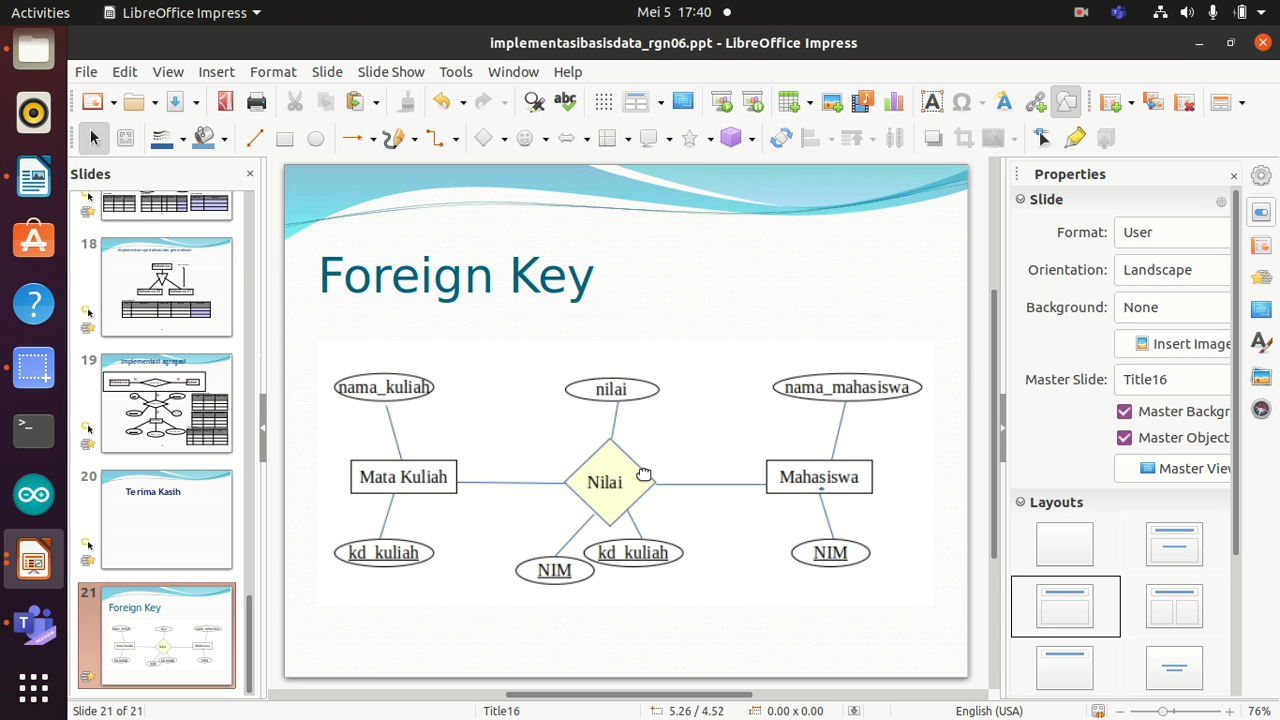 Activities
LibreOffice Impress
Mei 5 17:40
implementasibasisdata_rgn06.ppt - LibreOffice Impress
File Edit View Insert Format Slide Slide Show Tools Window Help
Slides
18
19
Implementasi agregasi
20
Terima Kasih
21
Foreign Key
Foreign Key
nama_kuliah
nilai
nama_mahasiswa
Mata Kuliah
Nilai
Mahasiswa
kd_kuliah
NIM
kd_kuliah
NIM
Properties
Slide
Format: User
Orientation: Landscape
Background: None
Insert Image
Master Slide: Title16
Master Backgr
Master Object
Master View
Layouts
Slide 21 of 21
Title16
5.26 / 4.52
0.00 x 0.00
English (USA)
76%